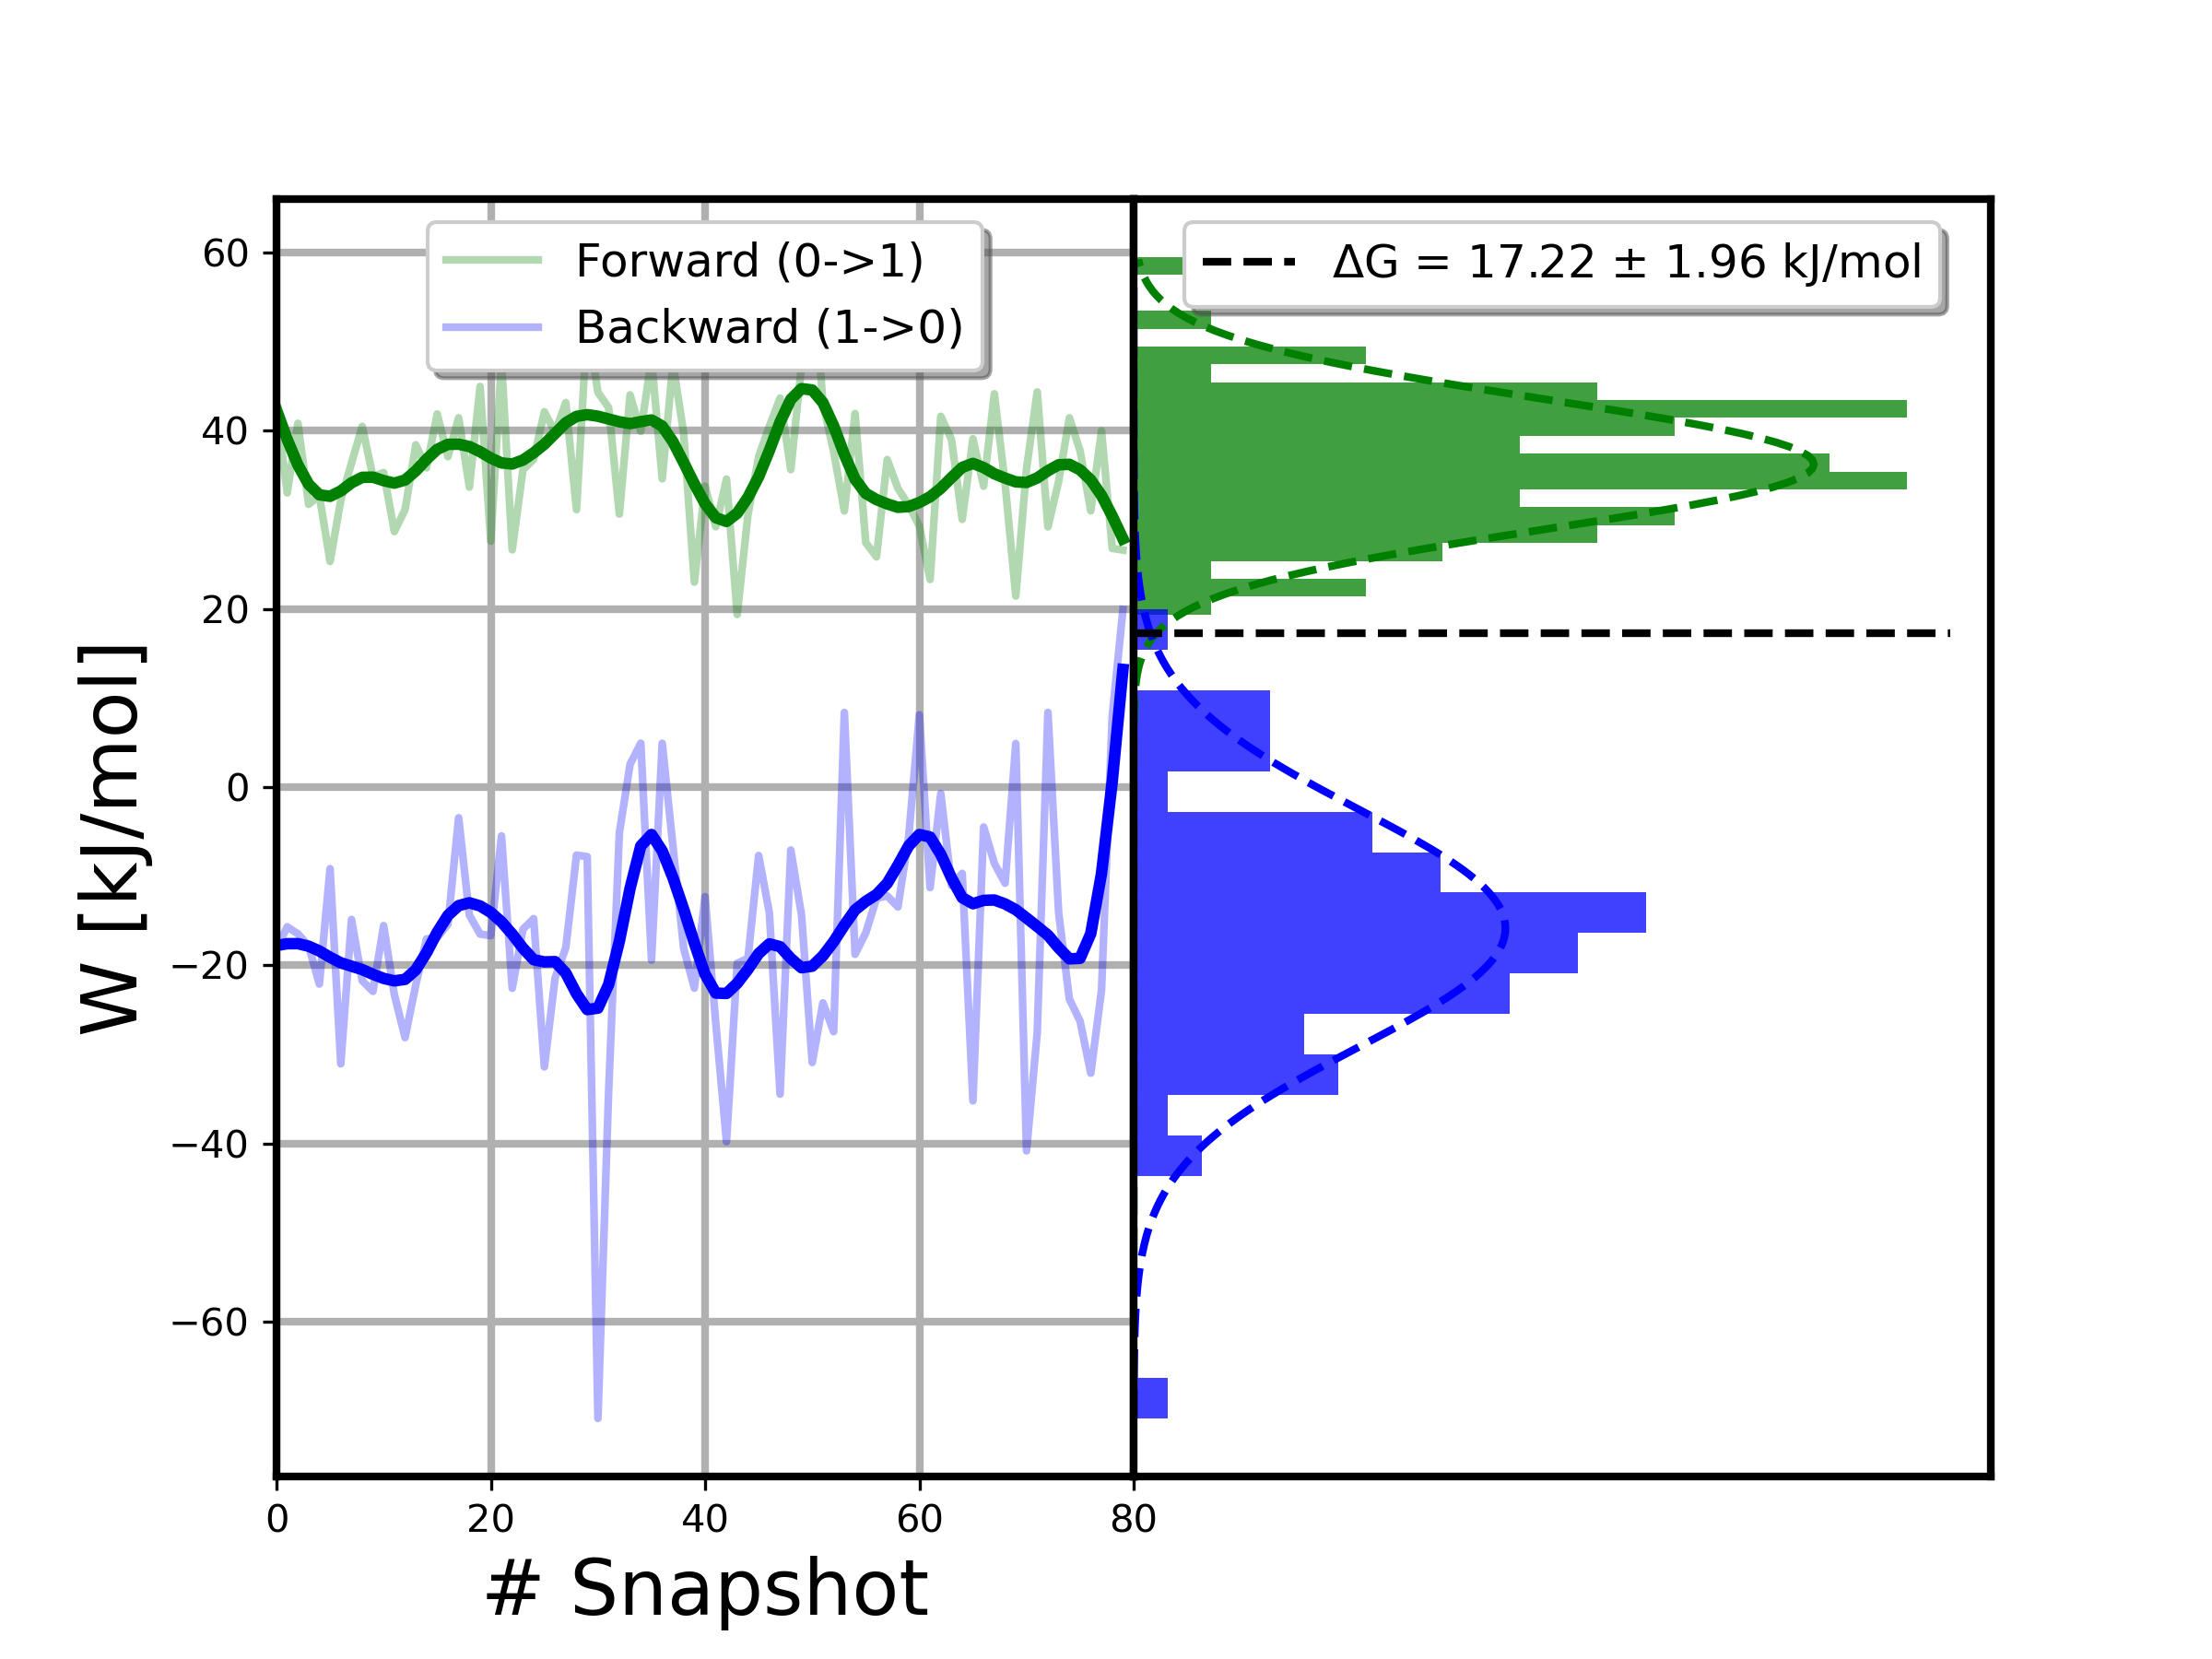 Forward (0->1)
Backward (1->0)
ΔG = 17.22 ± 1.96 kJ/mol
60
40
20
0
−20
−40
−60
W [kJ/mol]
0 20 40 60 80
# Snapshot